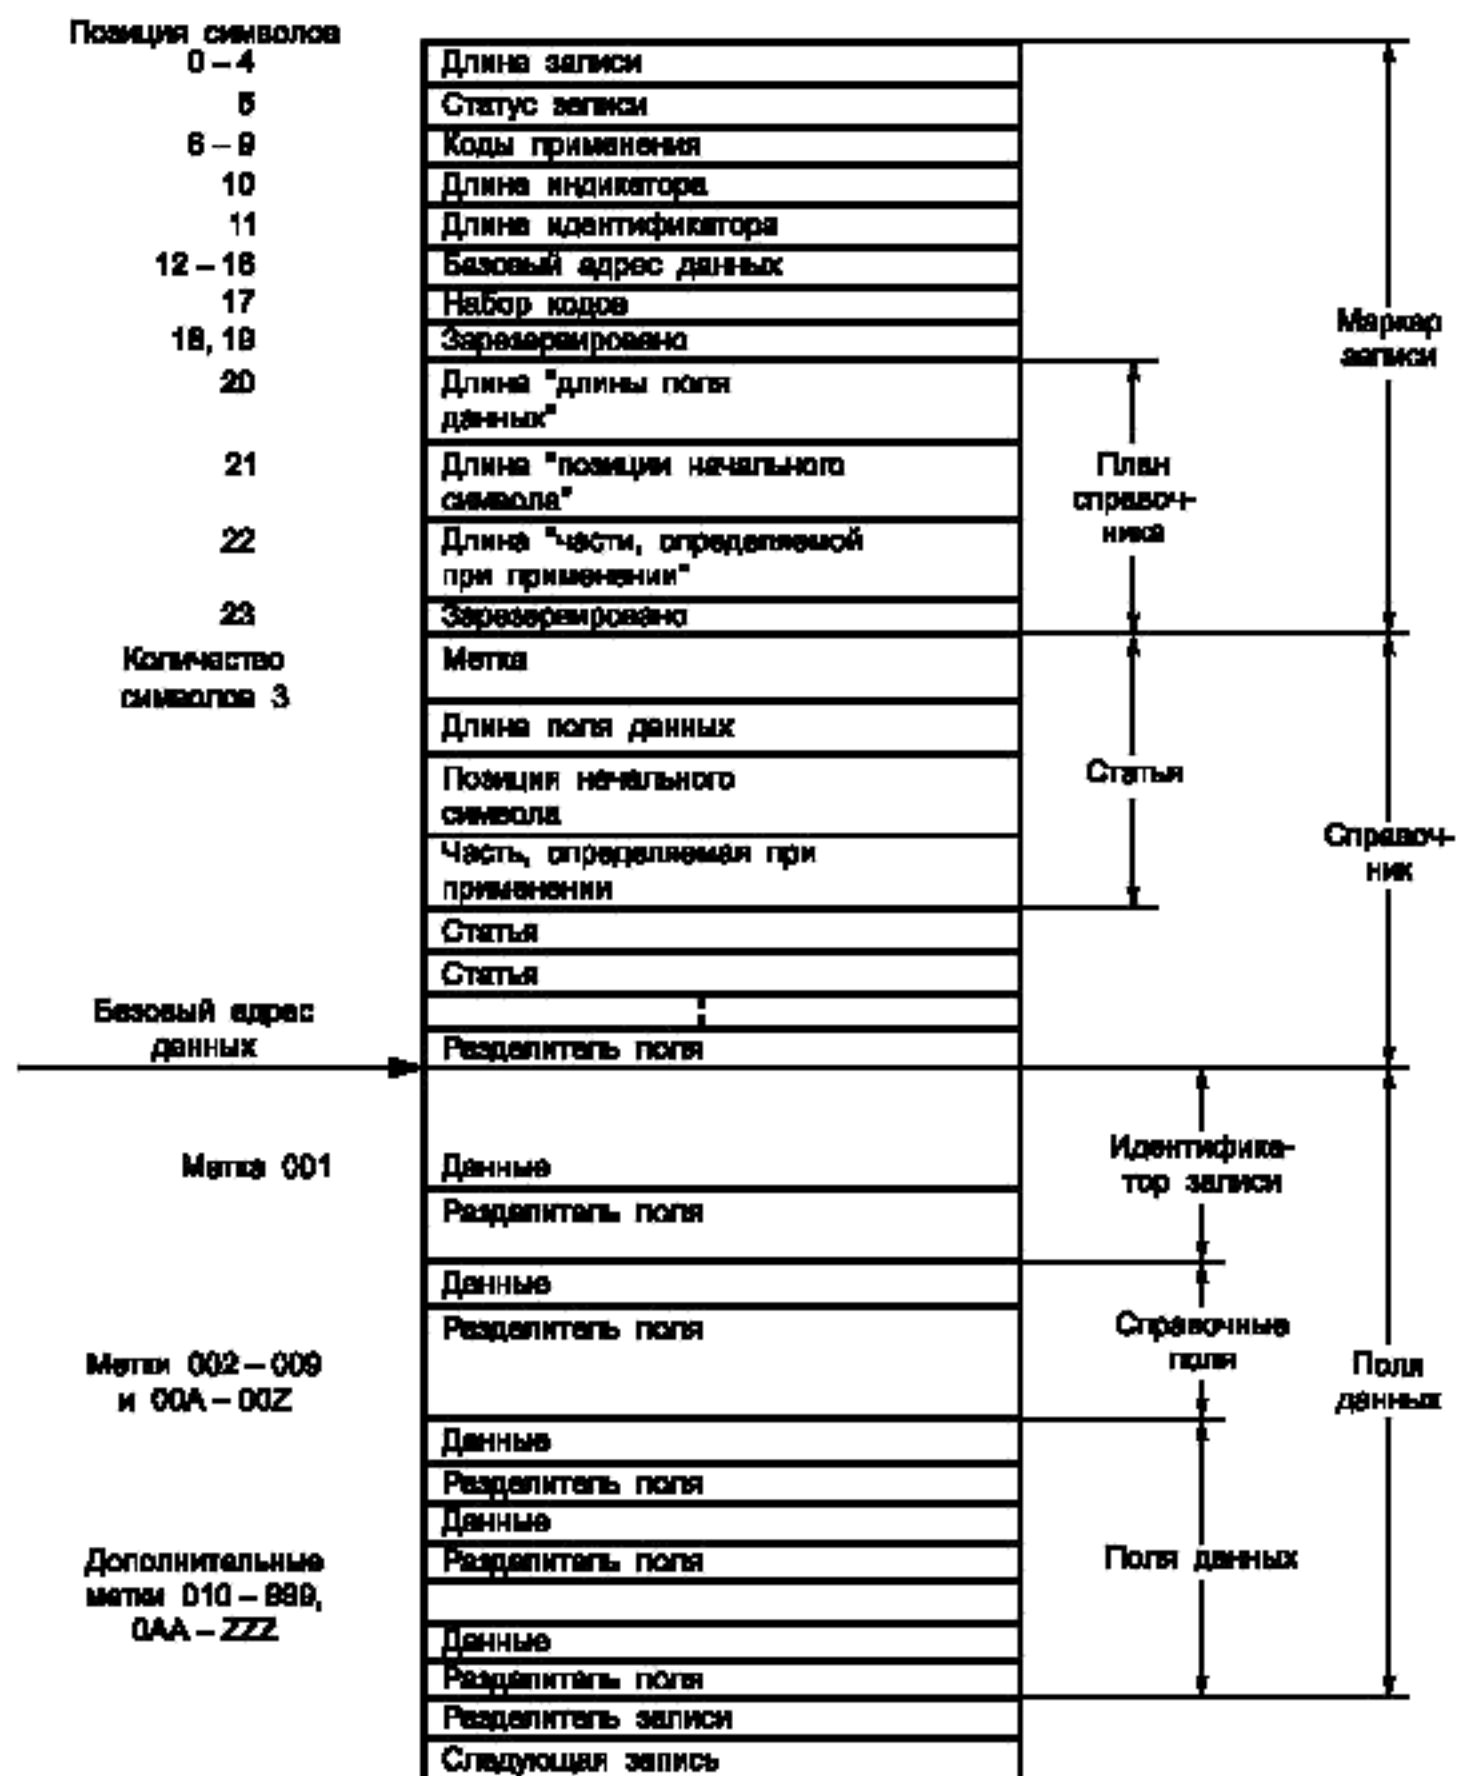 Позиция символов
0 – 4 Длина записи
5 Статус записи
6 – 9 Коды применения
10 Длина индикатора
11 Длина идентификатора
12 – 16 Базовый адрес данных
17 Набор кодов
18, 19 Зарезервировано
Маркер
записи
20 Длина "длины поля
данных"
21 Длина "позиции начального
символа"
План
справоч-
ника
22 Длина "части, определяемой
при применении"
23 Зарезервировано
Количество
символов 3
Метка
Длина поля данных
Позиция начального
символа
Статья
Часть, определяемая при
применении
Справоч-
ник
Статья
Статья
Базовый адрес
данных
Разделитель поля
Метка 001
Данные
Разделитель поля
Идентифика-
тор записи
Данные
Разделитель поля
Метки 002 – 009
и 00A – 00Z
Справочные
поля
Поля
данных
Данные
Разделитель поля
Данные
Разделитель поля
Дополнительные
метки 010 – 999,
0AA – ZZZ
Поля данных
Данные
Разделитель поля
Разделитель записи
Следующая запись